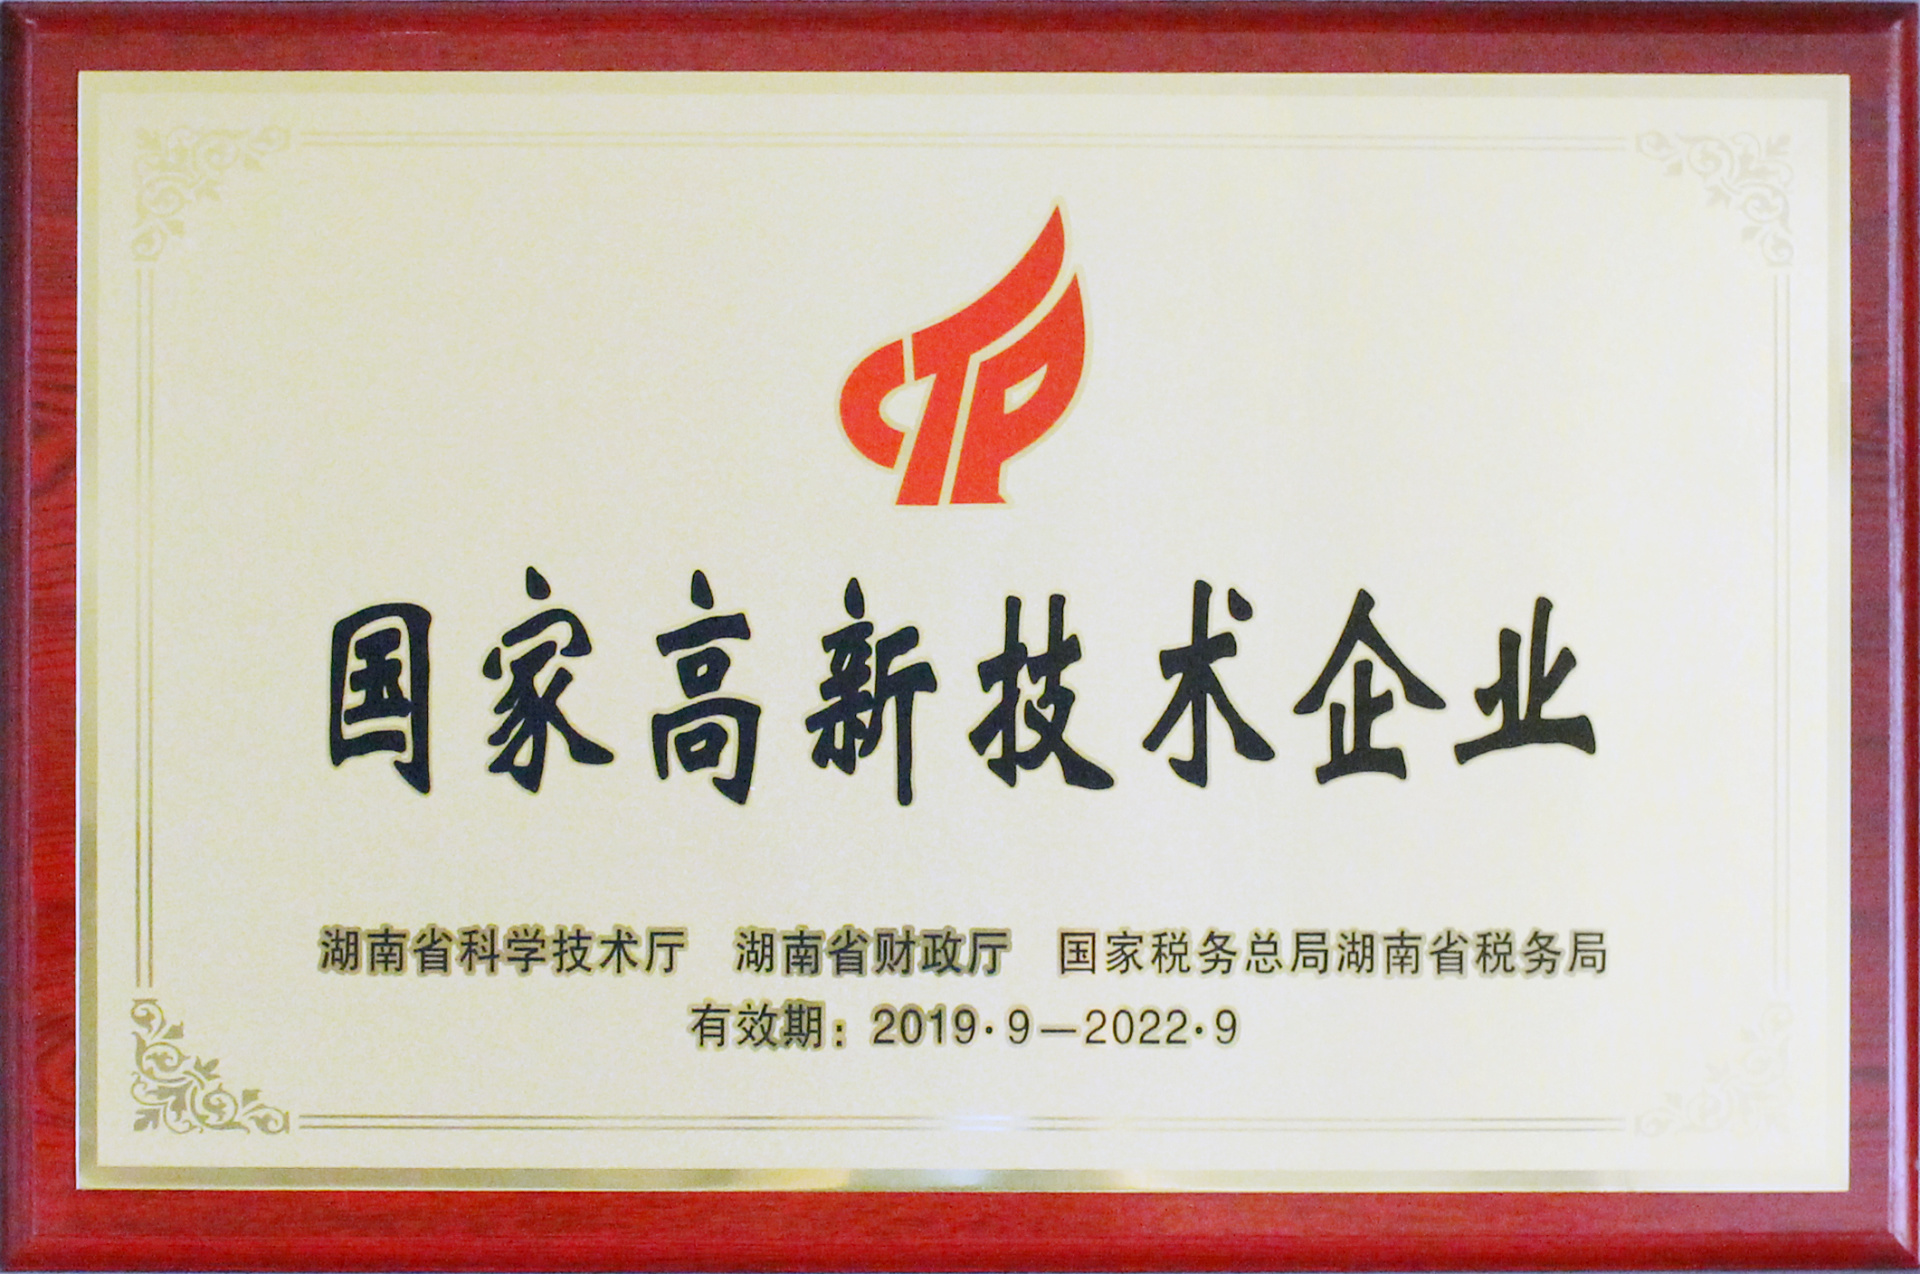 CTP
国家高新技术企业
湖南省科学技术厅 湖南省财政厅 国家税务总局湖南省税务局
有效期：2019·9—2022·9